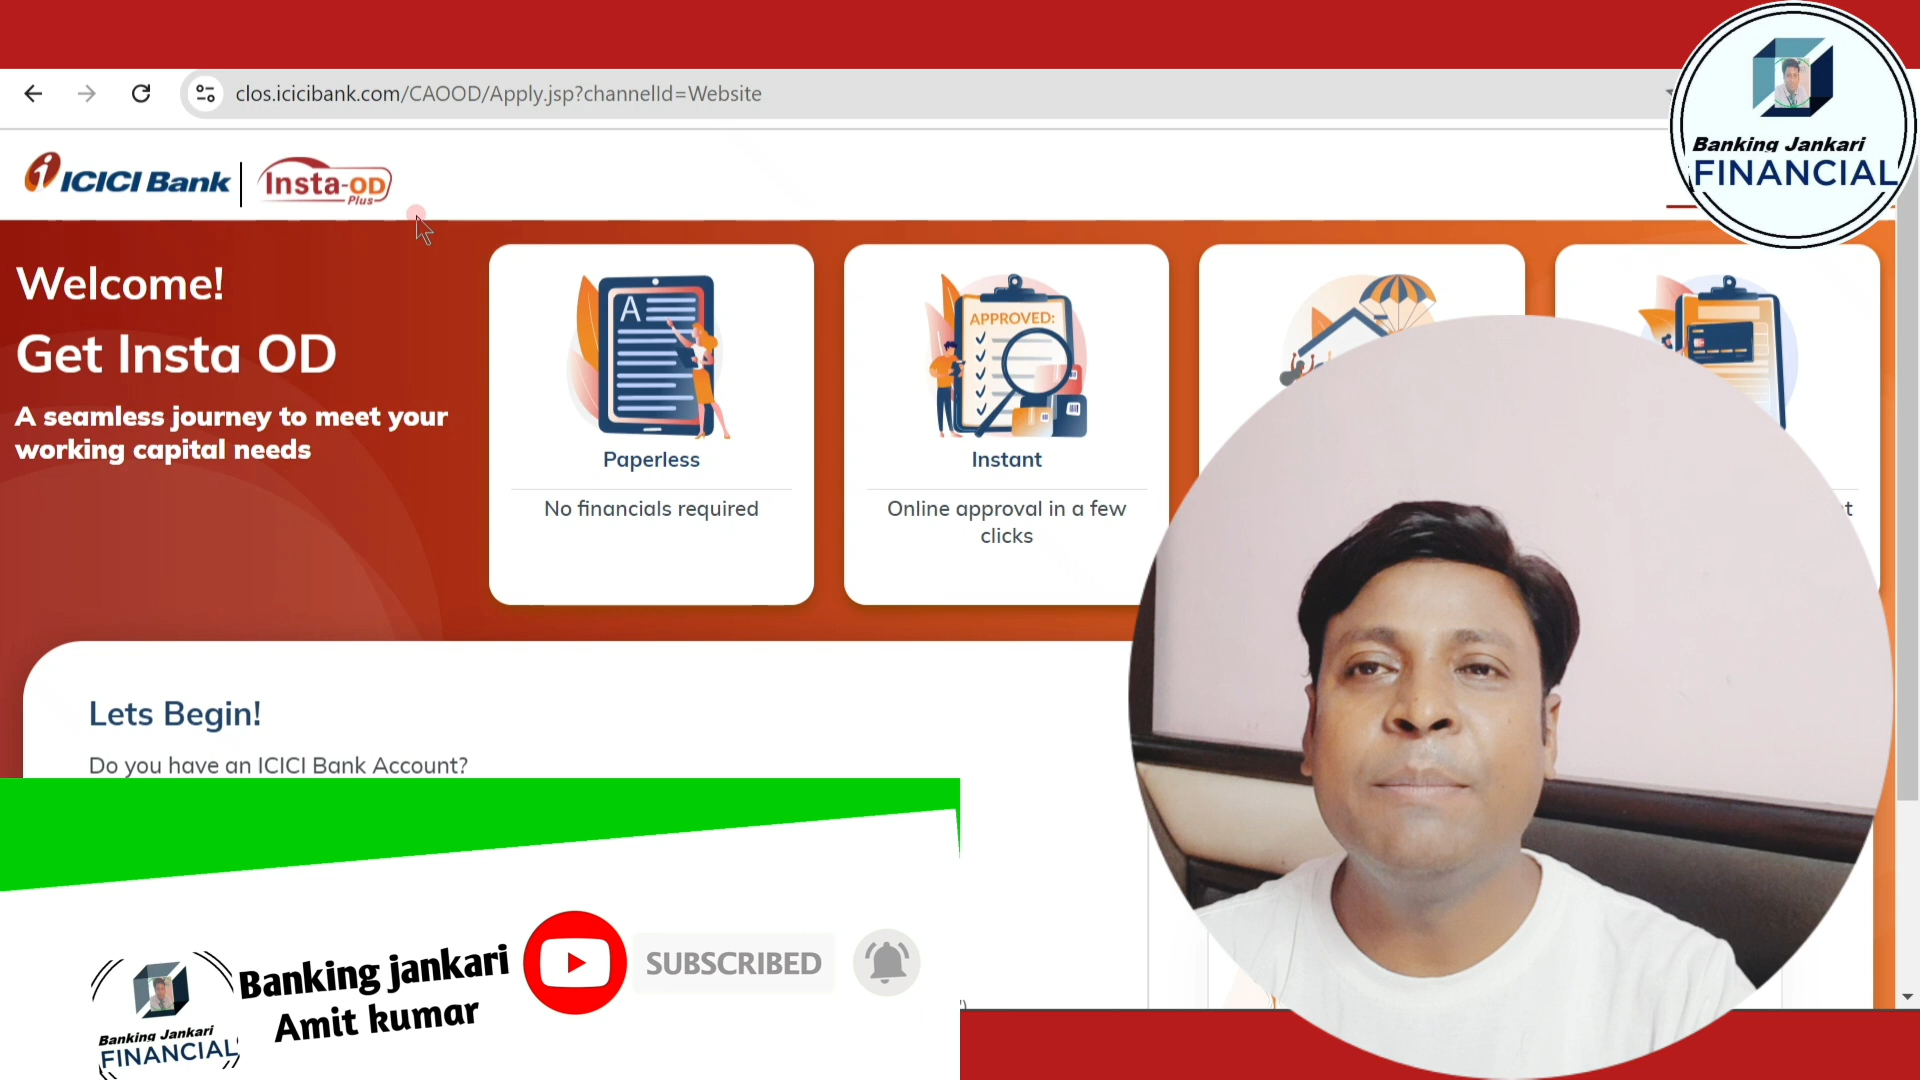 clos.icicibank.com/CAOOD/Apply.jsp?channelId=Website
Banking Jankari
FINANCIAL
ICICI Bank
Insta-OD
Plus
Welcome!
Get Insta OD
A seamless journey to meet your
working capital needs
A
Paperless
No financials required
APPROVED:
Instant
Online approval in a few
clicks
Lets Begin!
Do you have an ICICI Bank Account?
Banking jankari
Amit kumar
SUBSCRIBED
Banking Jankari
FINANCIAL